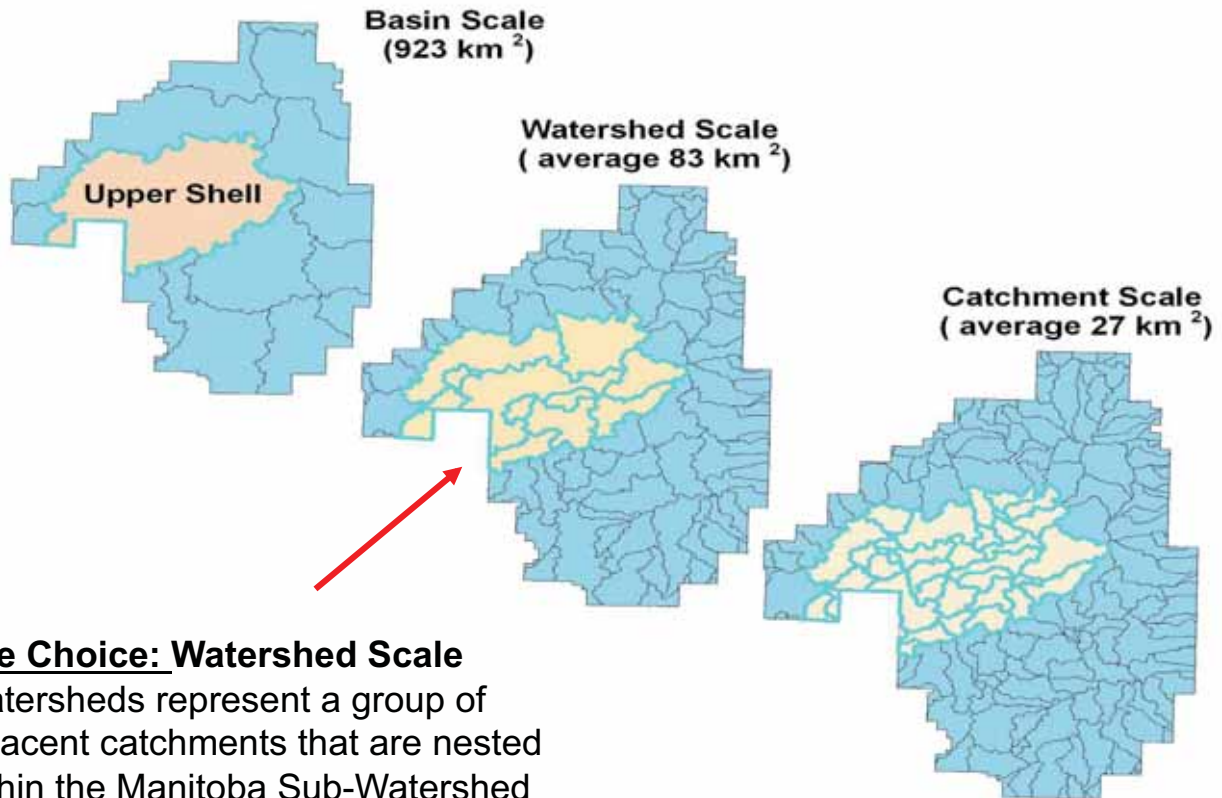 Basin Scale
(923 km ²)
Upper Shell
Watershed Scale
( average 83 km ²)
Catchment Scale
( average 27 km ²)
e Choice: Watershed Scale
atersheds represent a group of
acent catchments that are nested
hin the Manitoba Sub-Watershed